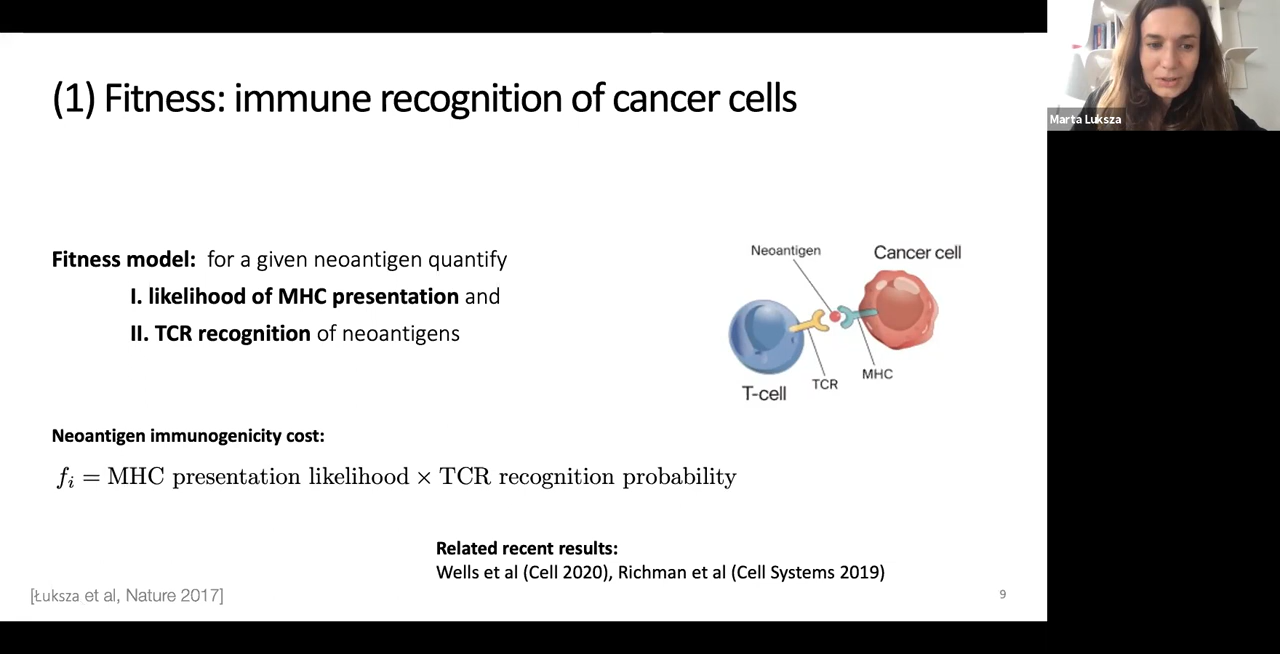 (1) Fitness: immune recognition of cancer cells
Marta Luksza
Fitness model: for a given neoantigen quantify
I. likelihood of MHC presentation and
II. TCR recognition of neoantigens
Neoantigen
Cancer cell
MHC
TCR
T-cell
Neoantigen immunogenicity cost:
f_i = MHC presentation likelihood × TCR recognition probability
Related recent results:
Wells et al (Cell 2020), Richman et al (Cell Systems 2019)
[Łuksza et al, Nature 2017]
9